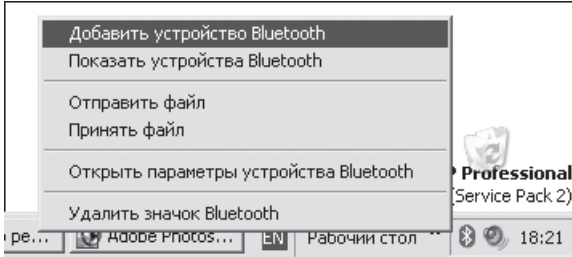 Добавить устройство Bluetooth
Показать устройства Bluetooth
Отправить файл
Принять файл
Открыть параметры устройства Bluetooth
Удалить значок Bluetooth
Professional
(Service Pack 2)
ре... Adobe Photos... EN Рабочий стол 18:21